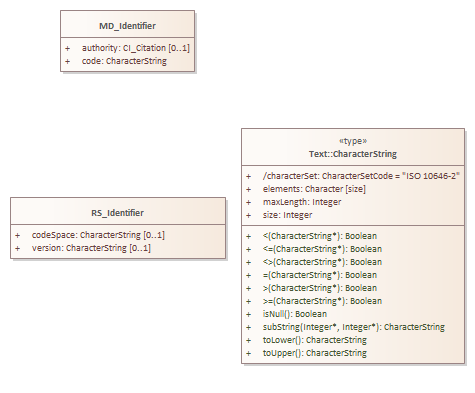 MD_Identifier
+ authority: CI_Citation [0..1]
+ code: CharacterString
«type»
Text::CharacterString
+ /characterSet: CharacterSetCode = "ISO 10646-2"
+ elements: Character [size]
+ maxLength: Integer
+ size: Integer
+ <(CharacterString*): Boolean
+ <=(CharacterString*): Boolean
+ <>(CharacterString*): Boolean
+ =(CharacterString*): Boolean
+ >(CharacterString*): Boolean
+ >=(CharacterString*): Boolean
+ isNull(): Boolean
+ subString(Integer*, Integer*): CharacterString
+ toLower(): CharacterString
+ toUpper(): CharacterString
RS_Identifier
+ codeSpace: CharacterString [0..1]
+ version: CharacterString [0..1]